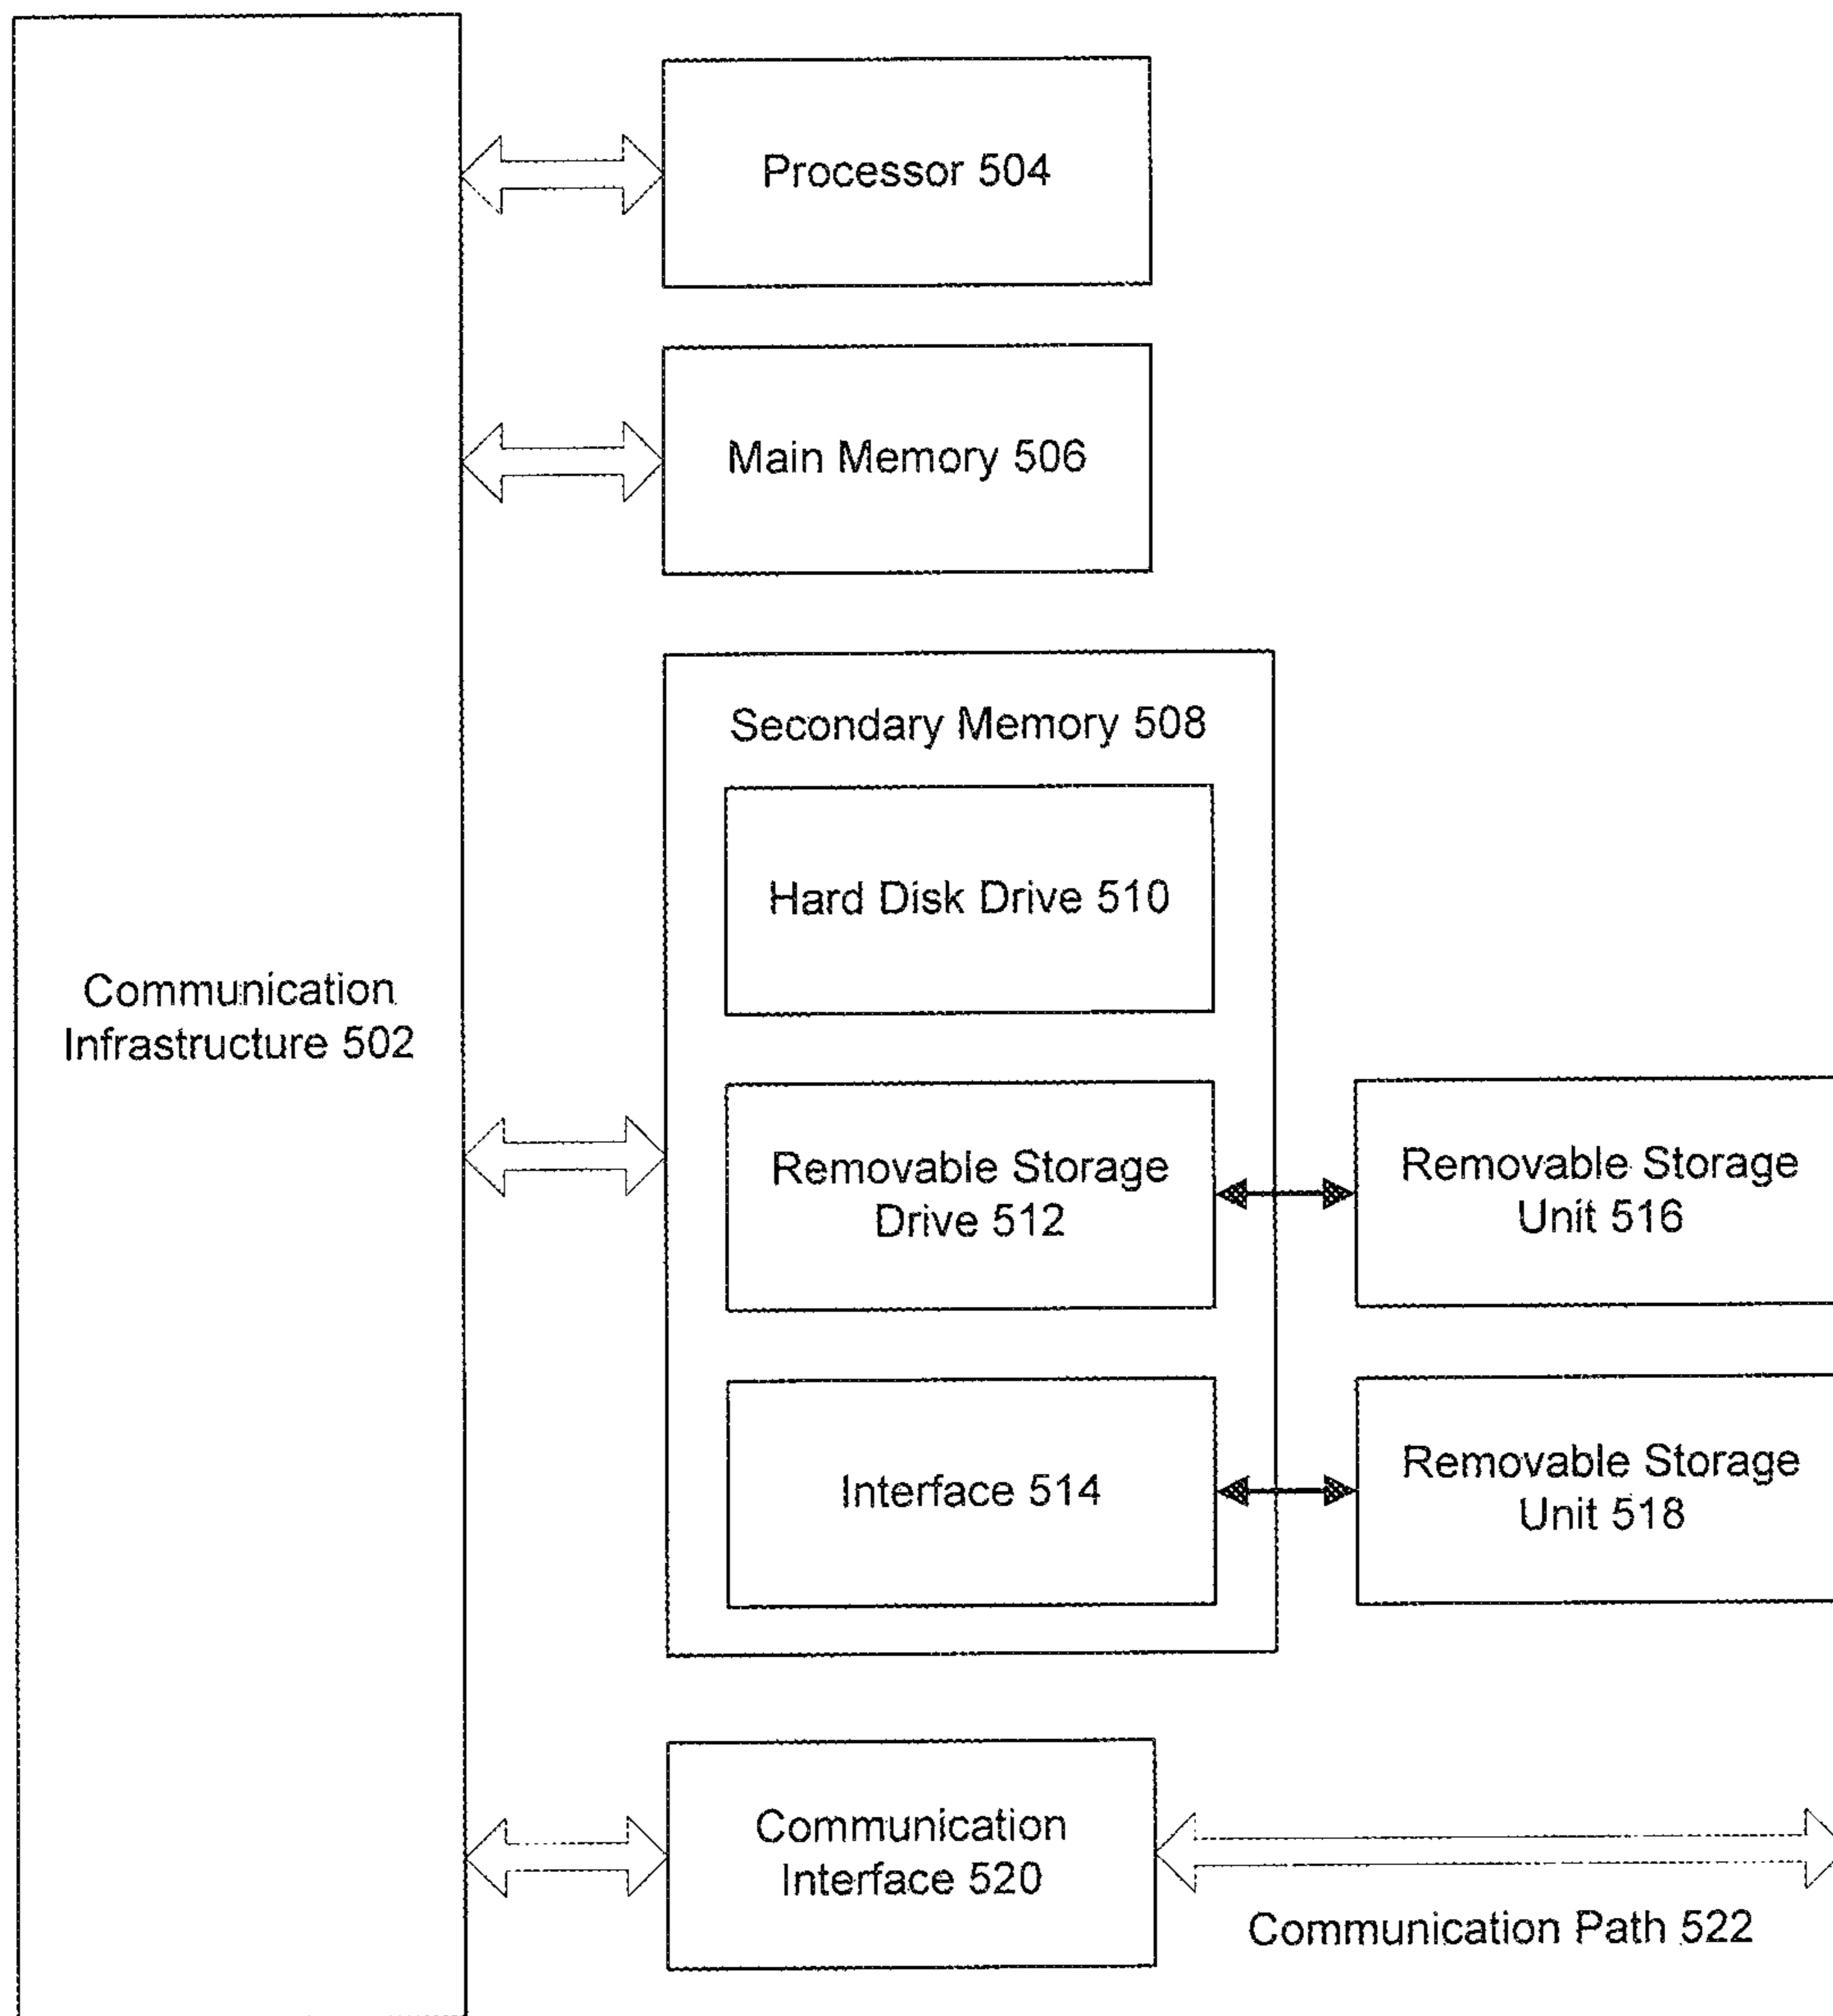 Processor 504
Main Memory 506
Secondary Memory 508
Hard Disk Drive 510
Communication
Infrastructure 502
Removable Storage
Drive 512
Removable Storage
Unit 516
Interface 514
Removable Storage
Unit 518
Communication
Interface 520
Communication Path 522